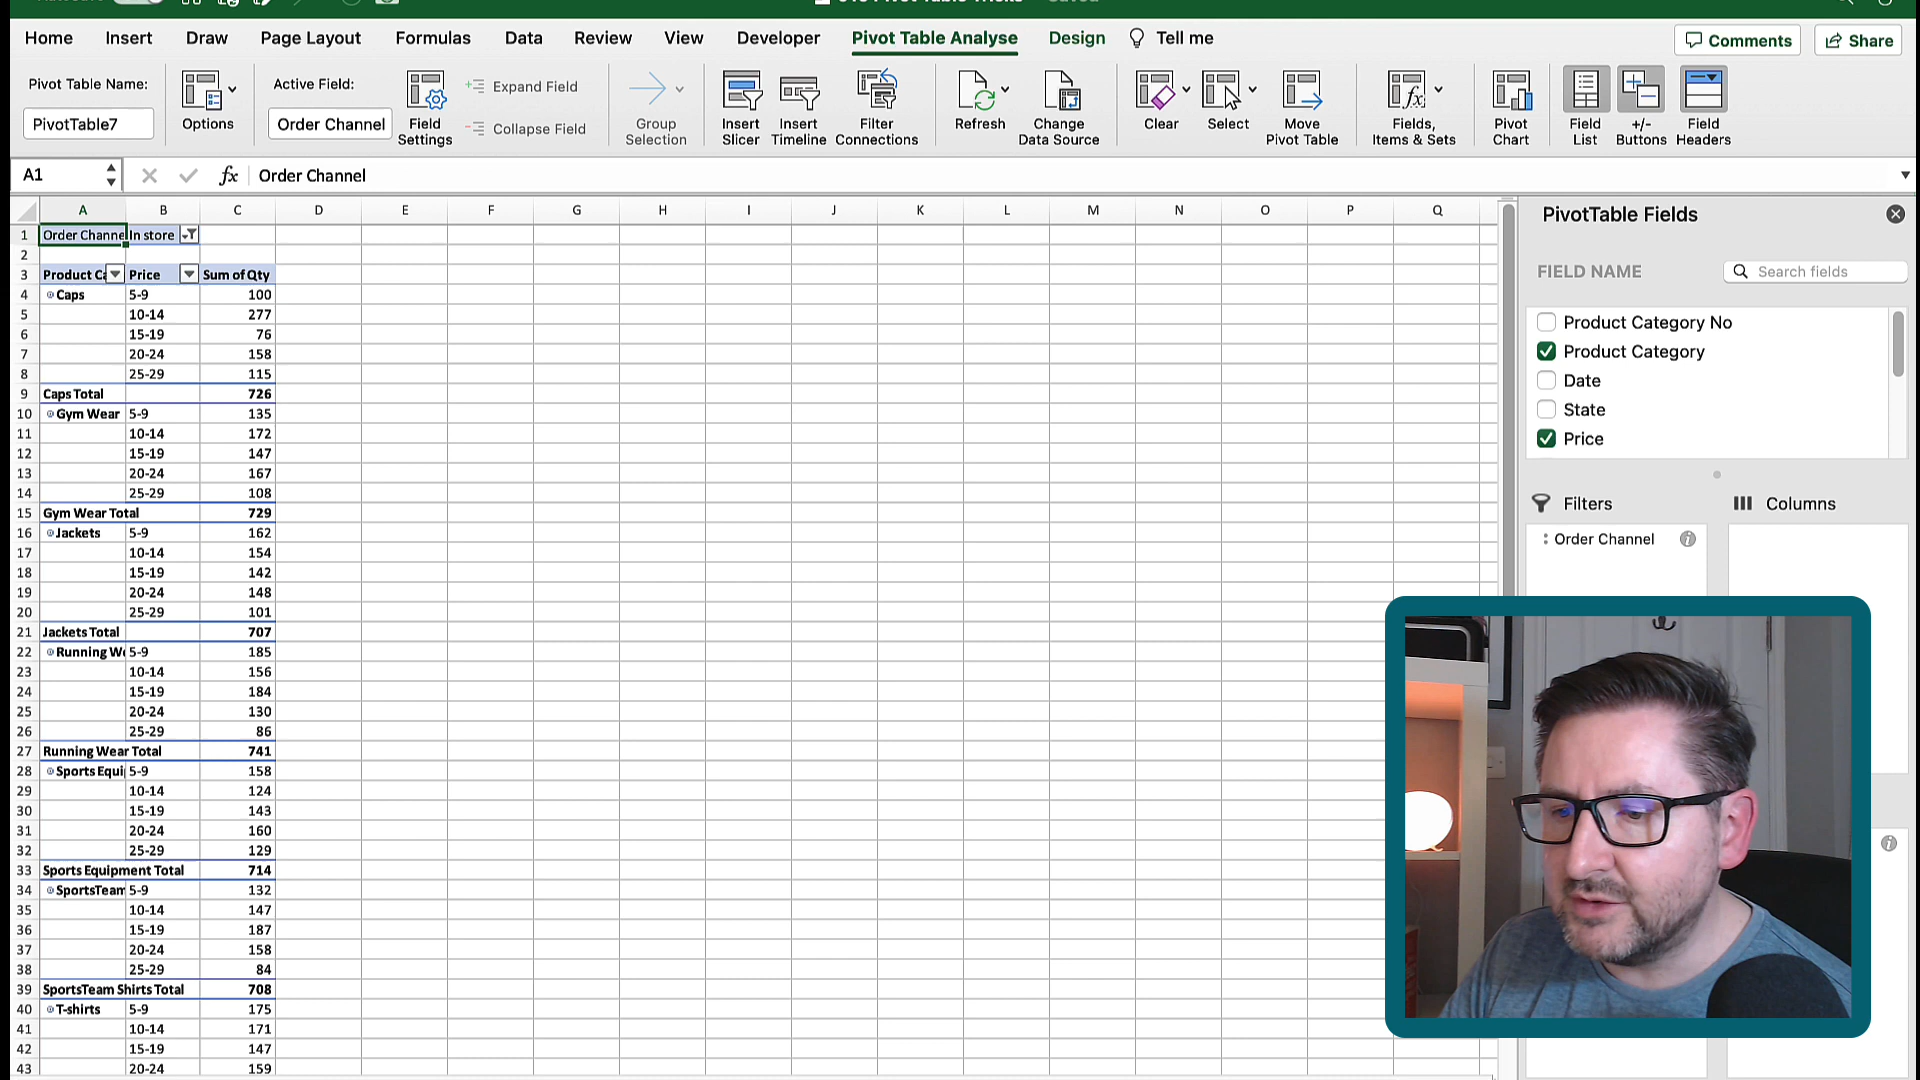 Home Insert Draw Page Layout Formulas Data Review View Developer Pivot Table Analyse Design Tell me Comments Share
Pivot Table Name:
PivotTable7
Options
Active Field:
Order Channel
Field
Settings
Expand Field
Collapse Field
Group
Selection
Insert
Slicer
Insert
Timeline
Filter
Connections
Refresh
Change
Data Source
Clear
Select
Move
Pivot Table
Fields,
Items & Sets
Pivot
Chart
Field
List
+/-
Buttons
Field
Headers
A1 fx Order Channel
A B C D E F G H I J K L M N O P Q
1 Order Channe In store
2
3 Product Ca Price Sum of Qty
4 Caps 5-9 100
5 10-14 277
6 15-19 76
7 20-24 158
8 25-29 115
9 Caps Total 726
10 Gym Wear 5-9 135
11 10-14 172
12 15-19 147
13 20-24 167
14 25-29 108
15 Gym Wear Total 729
16 Jackets 5-9 162
17 10-14 154
18 15-19 142
19 20-24 148
20 25-29 101
21 Jackets Total 707
22 Running We 5-9 185
23 10-14 156
24 15-19 184
25 20-24 130
26 25-29 86
27 Running Wear Total 741
28 Sports Equi 5-9 158
29 10-14 124
30 15-19 143
31 20-24 160
32 25-29 129
33 Sports Equipment Total 714
34 SportsTeam 5-9 132
35 10-14 147
36 15-19 187
37 20-24 158
38 25-29 84
39 SportsTeam Shirts Total 708
40 T-shirts 5-9 175
41 10-14 171
42 15-19 147
43 20-24 159
PivotTable Fields
FIELD NAME Search fields
Product Category No
Product Category
Date
State
Price
Filters Columns
Order Channel